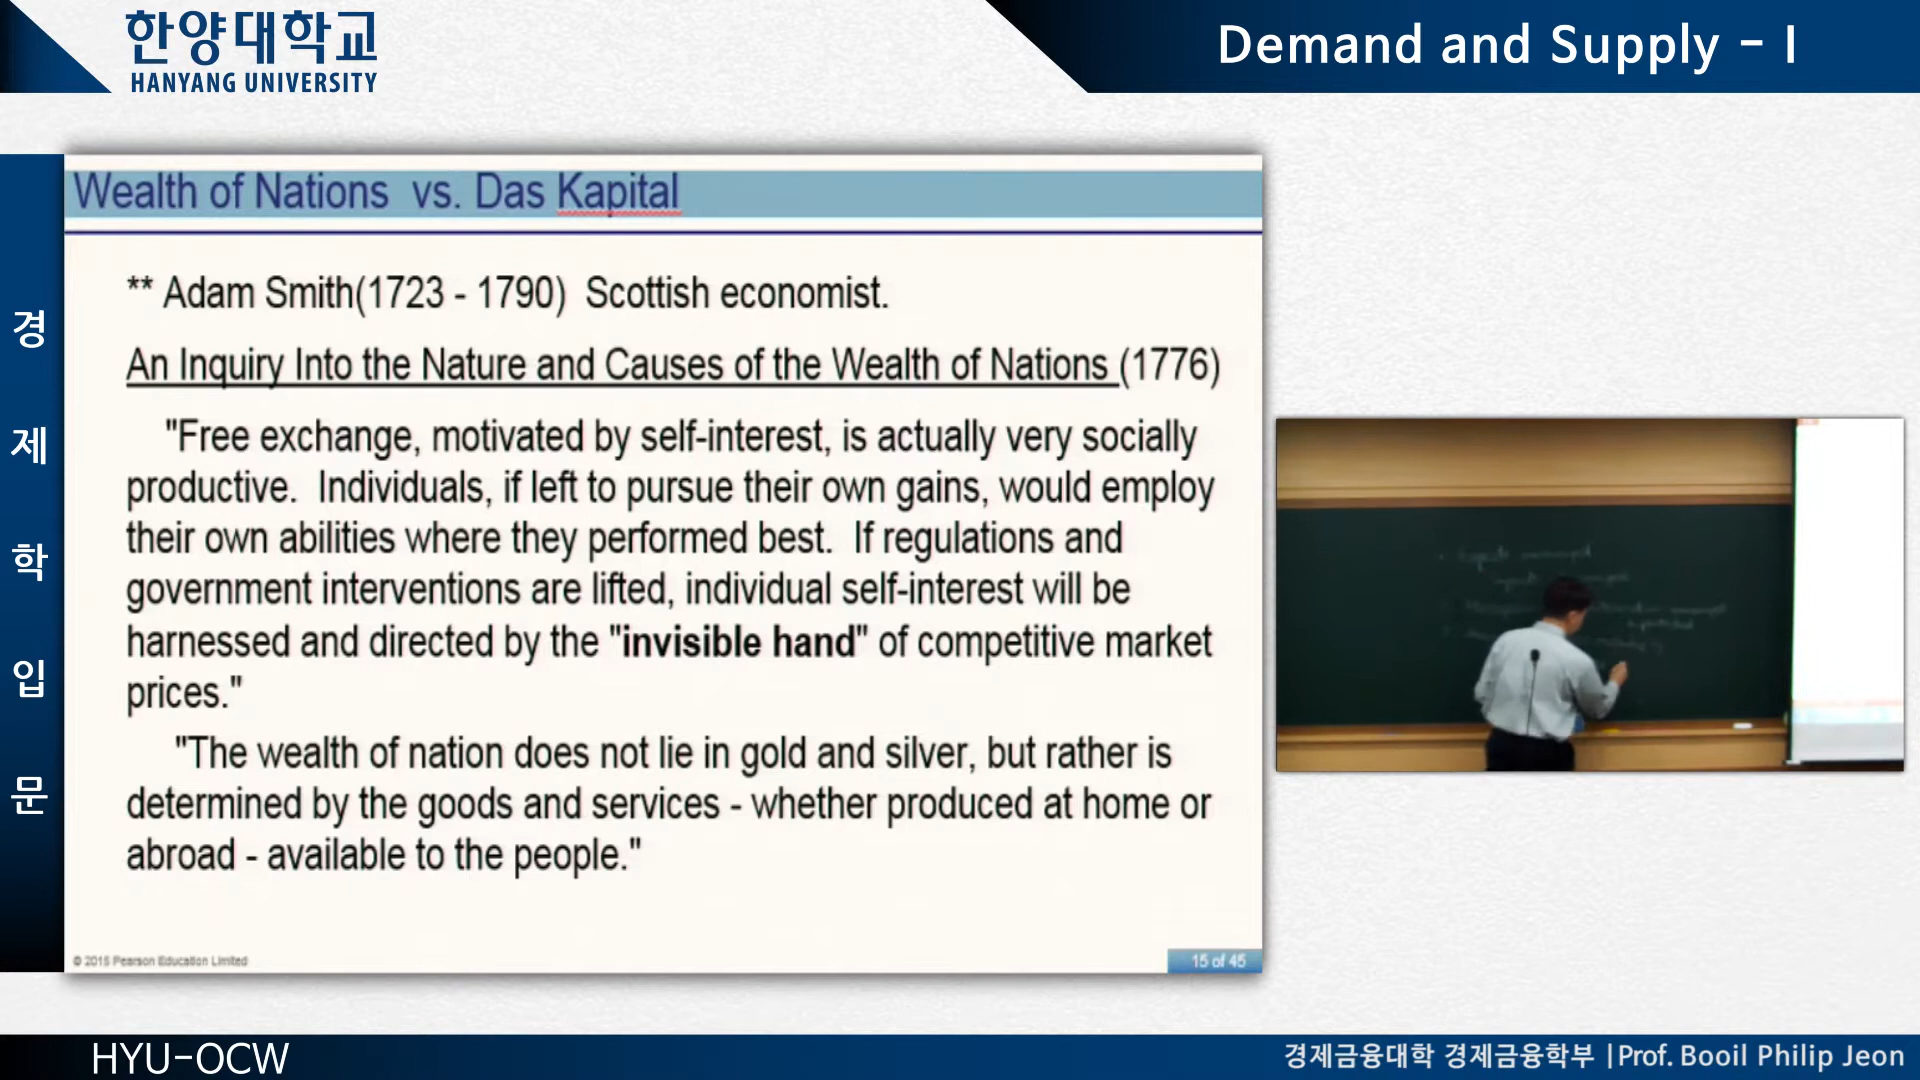 한양대학교
HANYANG UNIVERSITY
Demand and Supply - I
경
제
학
입
문
Wealth of Nations vs. Das Kapital
** Adam Smith(1723 - 1790) Scottish economist.
An Inquiry Into the Nature and Causes of the Wealth of Nations (1776)
"Free exchange, motivated by self-interest, is actually very socially
productive. Individuals, if left to pursue their own gains, would employ
their own abilities where they performed best. If regulations and
government interventions are lifted, individual self-interest will be
harnessed and directed by the "invisible hand" of competitive market
prices."
"The wealth of nation does not lie in gold and silver, but rather is
determined by the goods and services - whether produced at home or
abroad - available to the people."
© 2015 Pearson Education Limited
15 of 45
HYU-OCW
경제금융대학 경제금융학부 |Prof. Booil Philip Jeon